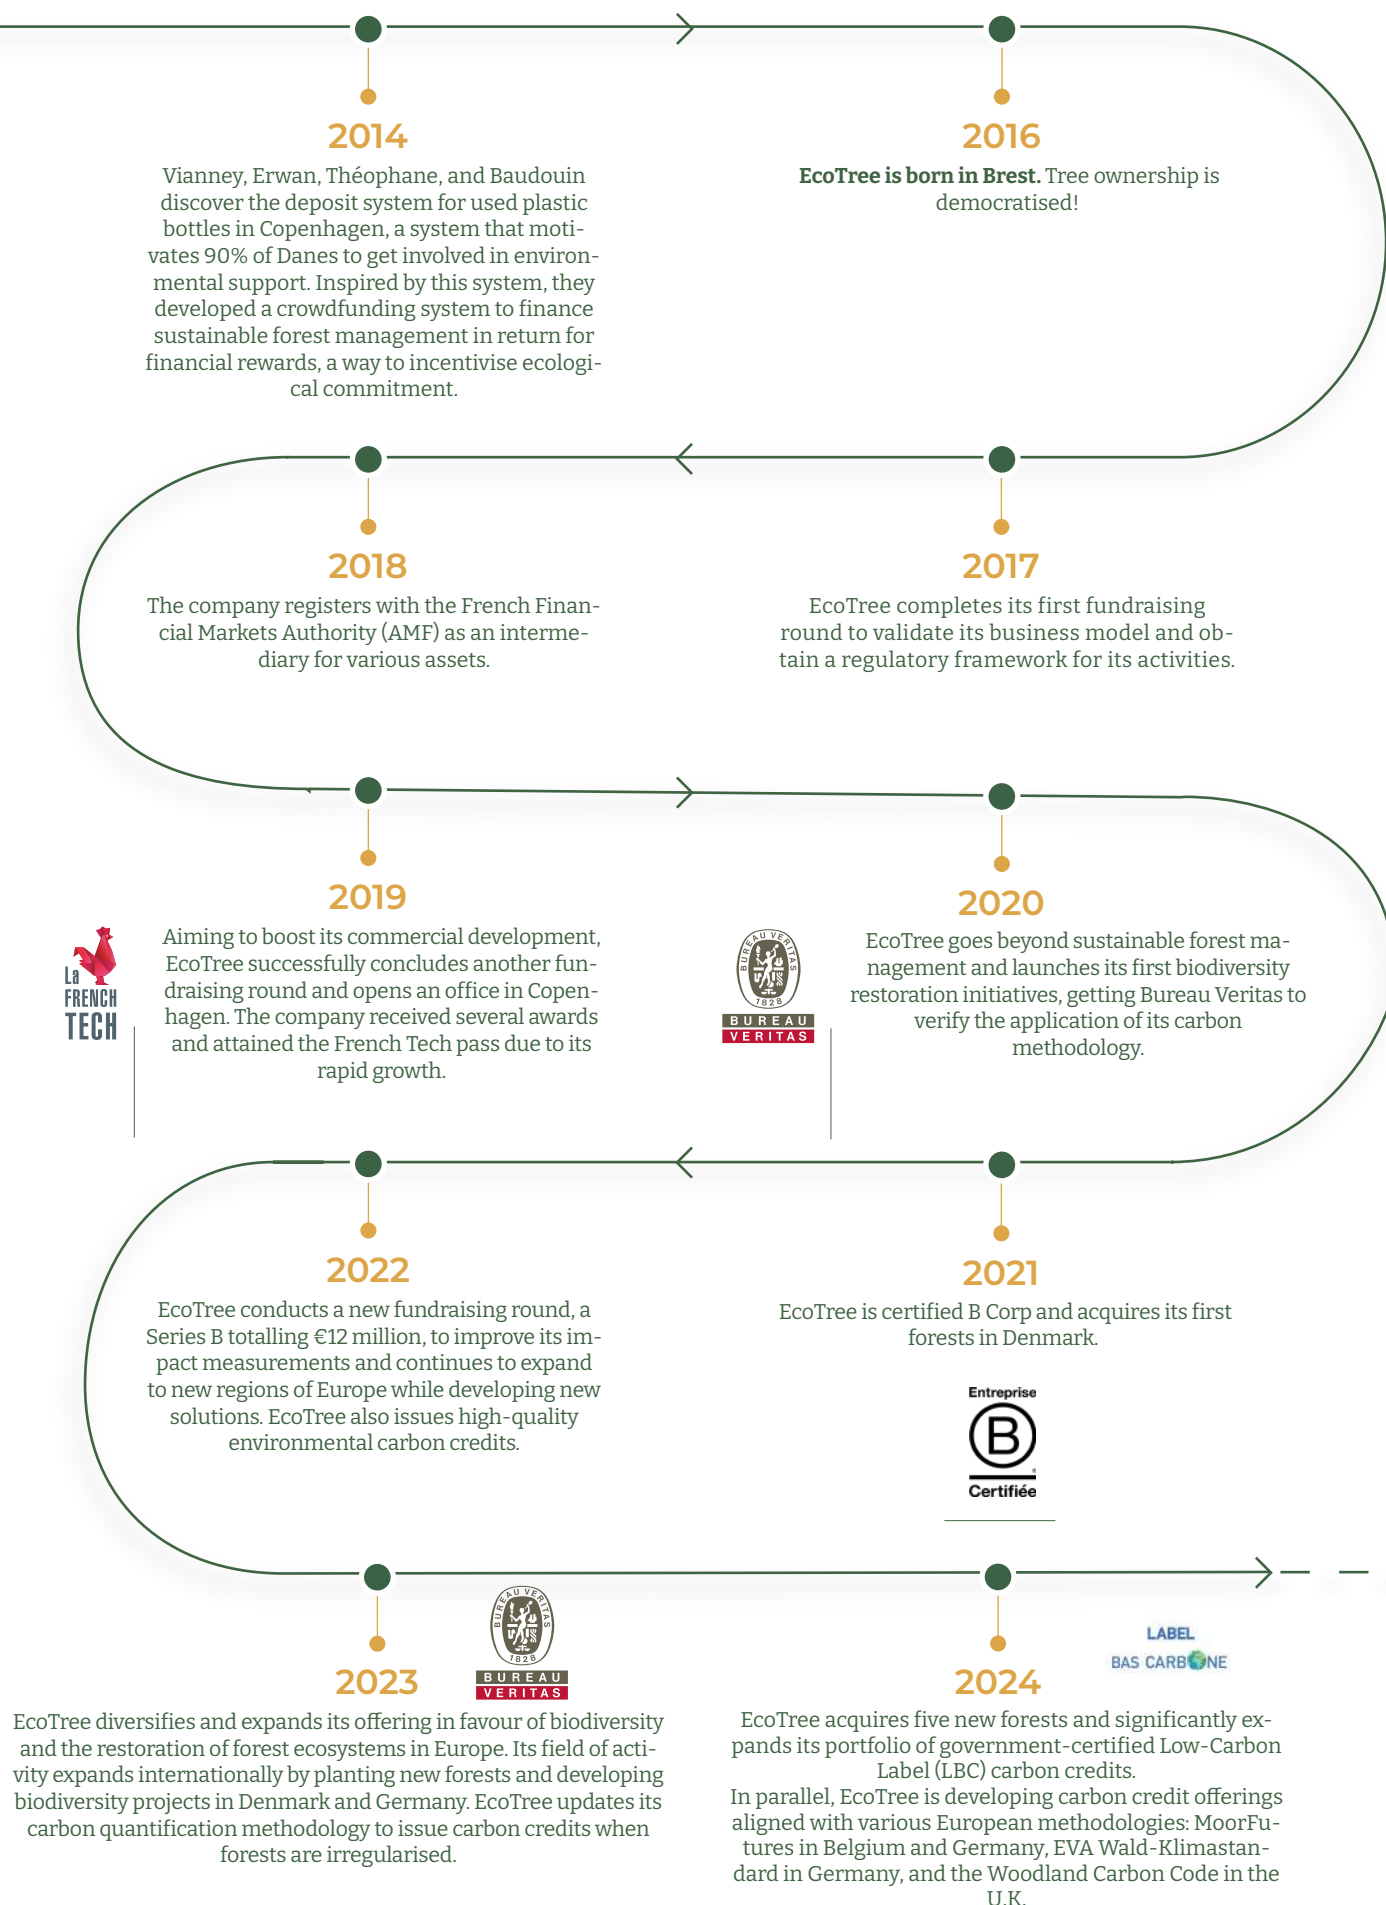 2014
Vianney, Erwan, Théophane, and Baudouin
discover the deposit system for used plastic
bottles in Copenhagen, a system that moti-
vates 90% of Danes to get involved in environ-
mental support. Inspired by this system, they
developed a crowdfunding system to finance
sustainable forest management in return for
financial rewards, a way to incentivise ecologi-
cal commitment.
2016
EcoTree is born in Brest. Tree ownership is
democratised!
2017
EcoTree completes its first fundraising
round to validate its business model and ob-
tain a regulatory framework for its activities.
2018
The company registers with the French Finan-
cial Markets Authority (AMF) as an interme-
diary for various assets.
2019
La
FRENCH
TECH
Aiming to boost its commercial development,
EcoTree successfully concludes another fun-
draising round and opens an office in Copen-
hagen. The company received several awards
and attained the French Tech pass due to its
rapid growth.
2020
BUREAU VERITAS
1828
BUREAU
VERITAS
EcoTree goes beyond sustainable forest ma-
nagement and launches its first biodiversity
restoration initiatives, getting Bureau Veritas to
verify the application of its carbon
methodology.
2021
EcoTree is certified B Corp and acquires its first
forests in Denmark.
Entreprise
B
®
Certifiée
2022
EcoTree conducts a new fundraising round, a
Series B totalling €12 million, to improve its im-
pact measurements and continues to expand
to new regions of Europe while developing new
solutions. EcoTree also issues high-quality
environmental carbon credits.
2023
BUREAU VERITAS
1828
BUREAU
VERITAS
EcoTree diversifies and expands its offering in favour of biodiversity
and the restoration of forest ecosystems in Europe. Its field of acti-
vity expands internationally by planting new forests and developing
biodiversity projects in Denmark and Germany. EcoTree updates its
carbon quantification methodology to issue carbon credits when
forests are irregularised.
2024
LABEL
BAS CARBONE
EcoTree acquires five new forests and significantly ex-
pands its portfolio of government-certified Low-Carbon
Label (LBC) carbon credits.
In parallel, EcoTree is developing carbon credit offerings
aligned with various European methodologies: MoorFu-
tures in Belgium and Germany, EVA Wald-Klimastan-
dard in Germany, and the Woodland Carbon Code in the
U.K.